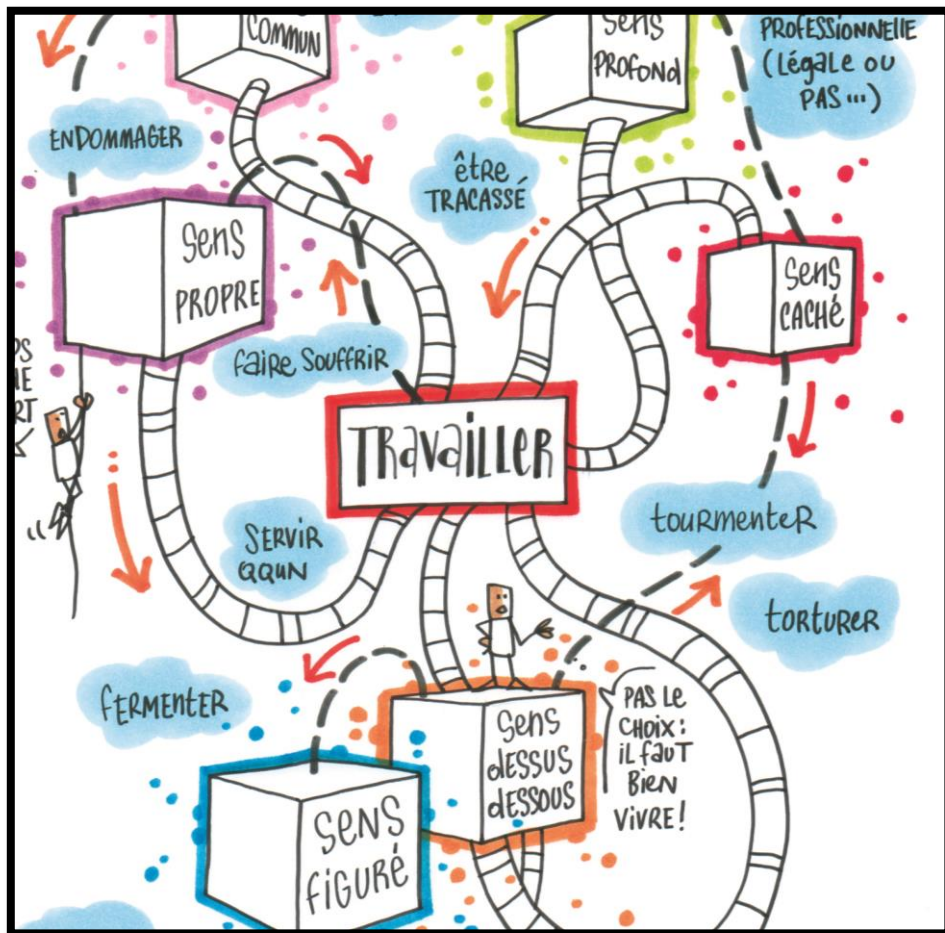 COMMUN
SENS
PROFOND
PROFESSIONNELLE
(LÉGALE OU
PAS ...)
ENDOMMAGER
être
TRACASSÉ
SENS
PROPRE
SENS
CACHÉ
faire SOUFFRIR
TRAVAILLER
SERVIR
QQUN
tOURMENteR
tORtURER
fERMENTER
SENS
dESSUS
dESSOUS
PAS LE
CHOIX :
iL fAUT
BIEN
ViVRE !
SENS
fiGURÉ